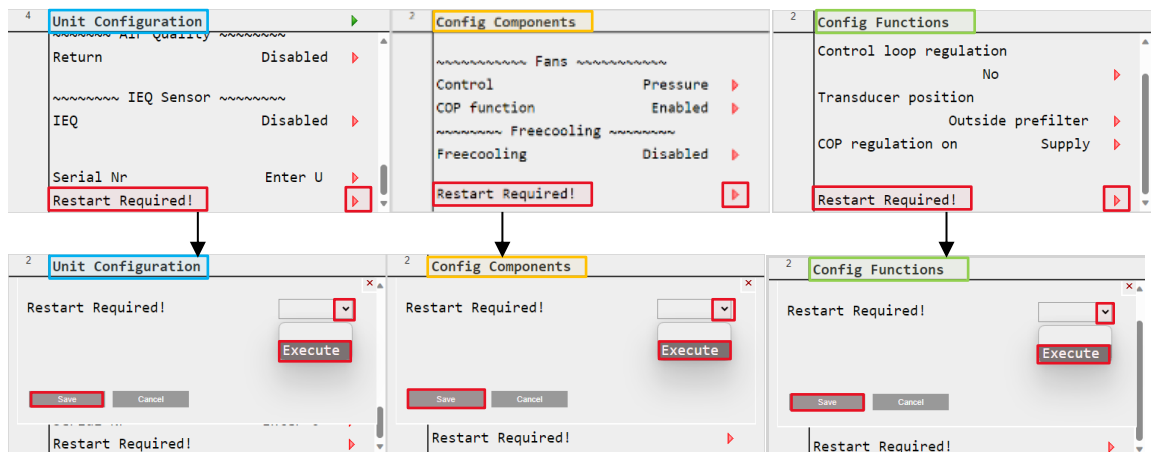 4 Unit Configuration
~~~~~~~ Air Quality ~~~~~~~~
Return Disabled
~~~~~~~~ IEQ Sensor ~~~~~~~~
IEQ Disabled
Serial Nr Enter U
Restart Required!
2 Config Components
~~~~~~~~~~~ Fans ~~~~~~~~~~~
Control Pressure
COP function Enabled
~~~~~~~~ Freecooling ~~~~~~~~
Freecooling Disabled
Restart Required!
2 Config Functions
Control loop regulation
No
Transducer position
Outside prefilter
COP regulation on Supply
Restart Required!
2 Unit Configuration
×
Restart Required!
Execute
Save Cancel
Restart Required!
2 Config Components
×
Restart Required!
Execute
Save Cancel
Restart Required!
2 Config Functions
×
Restart Required!
Execute
Save Cancel
Restart Required!